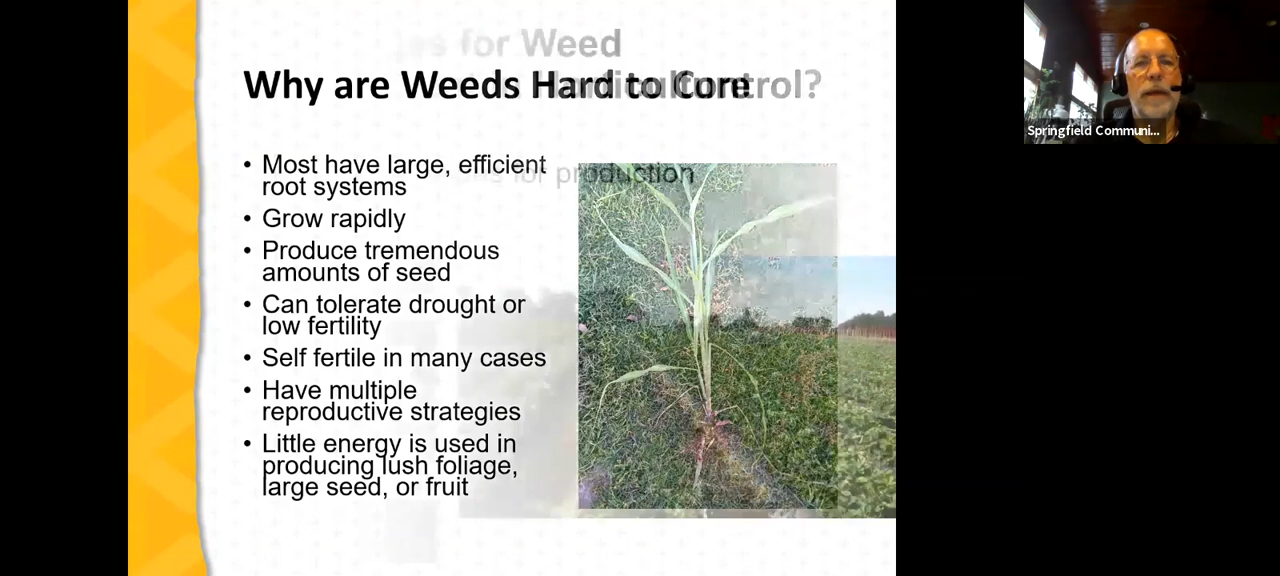 s for Weed
Why are Weeds Hard to Control?
Most have large, efficient
root systems
for production
• Grow rapidly
• Produce tremendous
amounts of seed
• Can tolerate drought or
low fertility
• Self fertile in many cases
• Have multiple
reproductive strategies
• Little energy is used in
producing lush foliage,
large seed, or fruit
Springfield Communi...